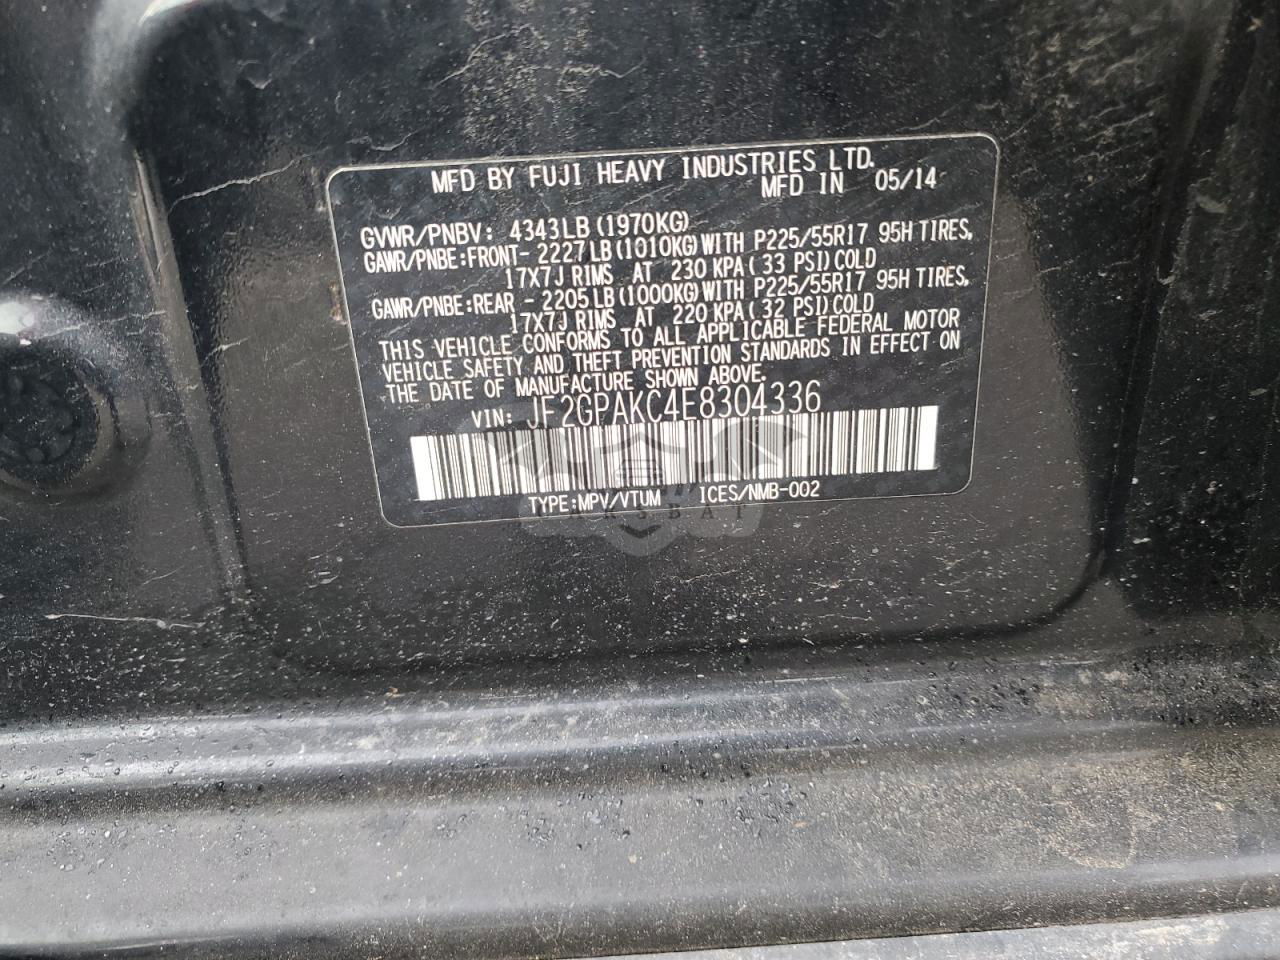 MFD BY FUJI HEAVY INDUSTRIES LTD.
MFD IN 05/14
GVWR/PNBV: 4343LB (1970KG)
GAWR/PNBE:FRONT- 2227LB(1010KG)WITH P225/55R17 95H TIRES,
17X7J RIMS AT 230 KPA(33 PSI)COLD
GAWR/PNBE:REAR - 2205LB(1000KG)WITH P225/55R17 95H TIRES,
17X7J RIMS AT 220 KPA(32 PSI)COLD
THIS VEHICLE CONFORMS TO ALL APPLICABLE FEDERAL MOTOR
VEHICLE SAFETY AND THEFT PREVENTION STANDARDS IN EFFECT ON
THE DATE OF MANUFACTURE SHOWN ABOVE.
VIN: JF2GPAKC4E8304336
TYPE:MPV/VTUM ICES/NMB-002
CARSBAT